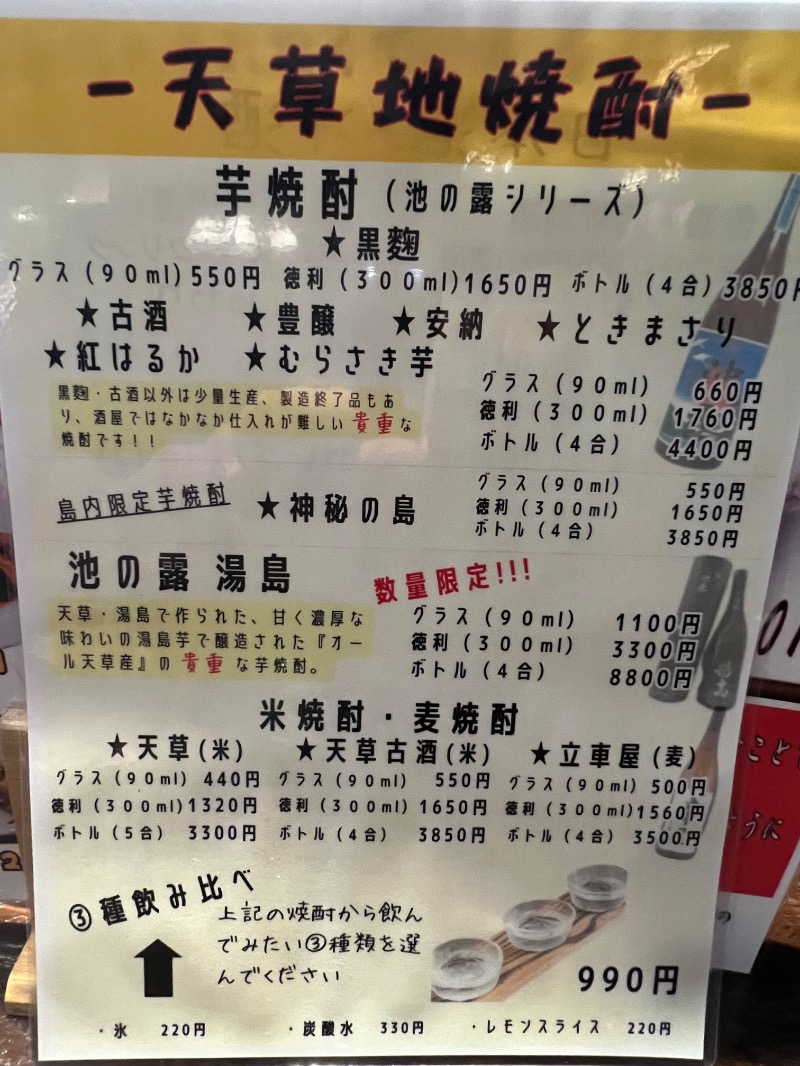 -天草地焼酎-
芋焼酎(池の露シリーズ)
★黒麹
グラス(90ml)550円 徳利(300ml)1650円 ボトル(4合)3850円
★古酒 ★豊醸 ★安納 ★ときまさり
★紅はるか ★むらさき芋
黒麹・古酒以外は少量生産、製造終了品もあ
り、酒屋ではなかなか仕入れが難しい貴重な
焼酎です!!
グラス(90ml) 660円
徳利(300ml) 1760円
ボトル(4合) 4400円
島内限定芋焼酎 ★神秘の島
グラス(90ml) 550円
徳利(300ml) 1650円
ボトル(4合) 3850円
池の露 湯島 数量限定!!!
天草・湯島で作られた、甘く濃厚な
味わいの湯島芋で醸造された『オー
ル天草産』の貴重な芋焼酎。
グラス(90ml) 1100円
徳利(300ml) 3300円
ボトル(4合) 8800円
米焼酎・麦焼酎
★天草(米) ★天草古酒(米) ★立車屋(麦)
グラス(90ml) 440円 グラス(90ml) 550円 グラス(90ml) 500円
徳利(300ml)1320円 徳利(300ml)1650円 徳利(300ml)1560円
ボトル(5合) 3300円 ボトル(4合) 3850円 ボトル(4合) 3500円
③種飲み比べ
上記の焼酎から飲ん
でみたい③種類を選
んでください
990円
・氷 220円 ・炭酸水 330円 ・レモンスライス 220円